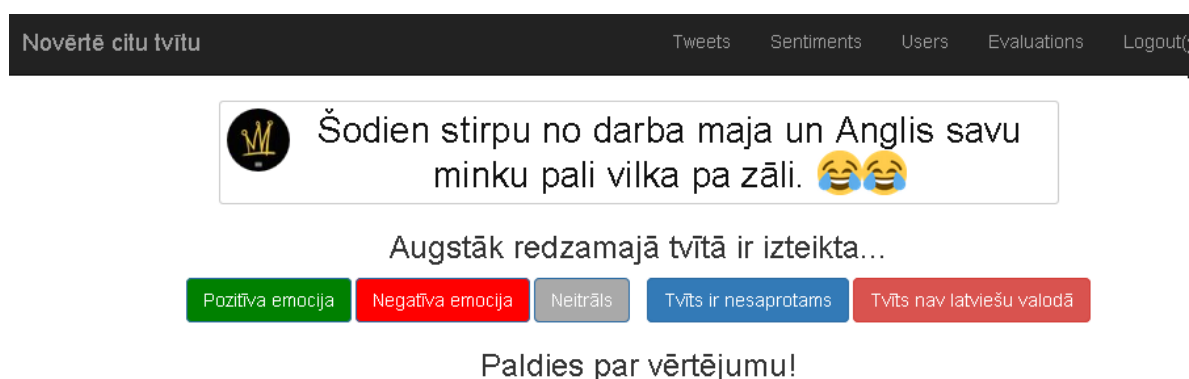 Novērtē citu tvītu Tweets Sentiments Users Evaluations Logout(
Šodien stirpu no darba maja un Anglis savu
minku pali vilka pa zāli. 😂😂
Augstāk redzamajā tvītā ir izteikta...
Pozitīva emocija Negatīva emocija Neitrāls Tvīts ir nesaprotams Tvīts nav latviešu valodā
Paldies par vērtējumu!